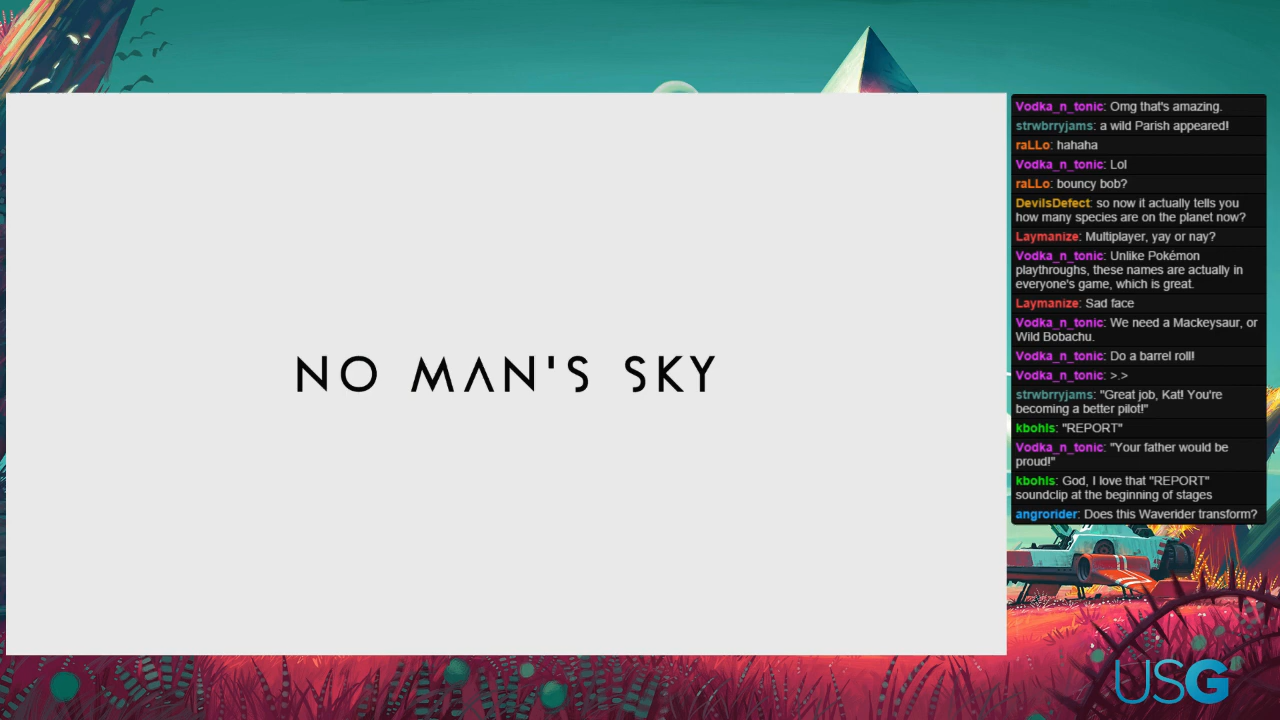 NO MAN'S SKY
Vodka_n_tonic: Omg that's amazing.
strwbrryjams: a wild Parish appeared!
raLLo: hahaha
Vodka_n_tonic: Lol
raLLo: bouncy bob?
DevilsDefect: so now it actually tells you
how many species are on the planet now?
Laymanize: Multiplayer, yay or nay?
Vodka_n_tonic: Unlike Pokémon
playthroughs, these names are actually in
everyone's game, which is great.
Laymanize: Sad face
Vodka_n_tonic: We need a Mackeysaur, or
Wild Bobachu.
Vodka_n_tonic: Do a barrel roll!
Vodka_n_tonic: >.>
strwbrryjams: "Great job, Kat! You're
becoming a better pilot!"
kbohls: "REPORT"
Vodka_n_tonic: "Your father would be
proud!"
kbohls: God, I love that "REPORT"
soundclip at the beginning of stages
angrorider: Does this Waverider transform?
USG